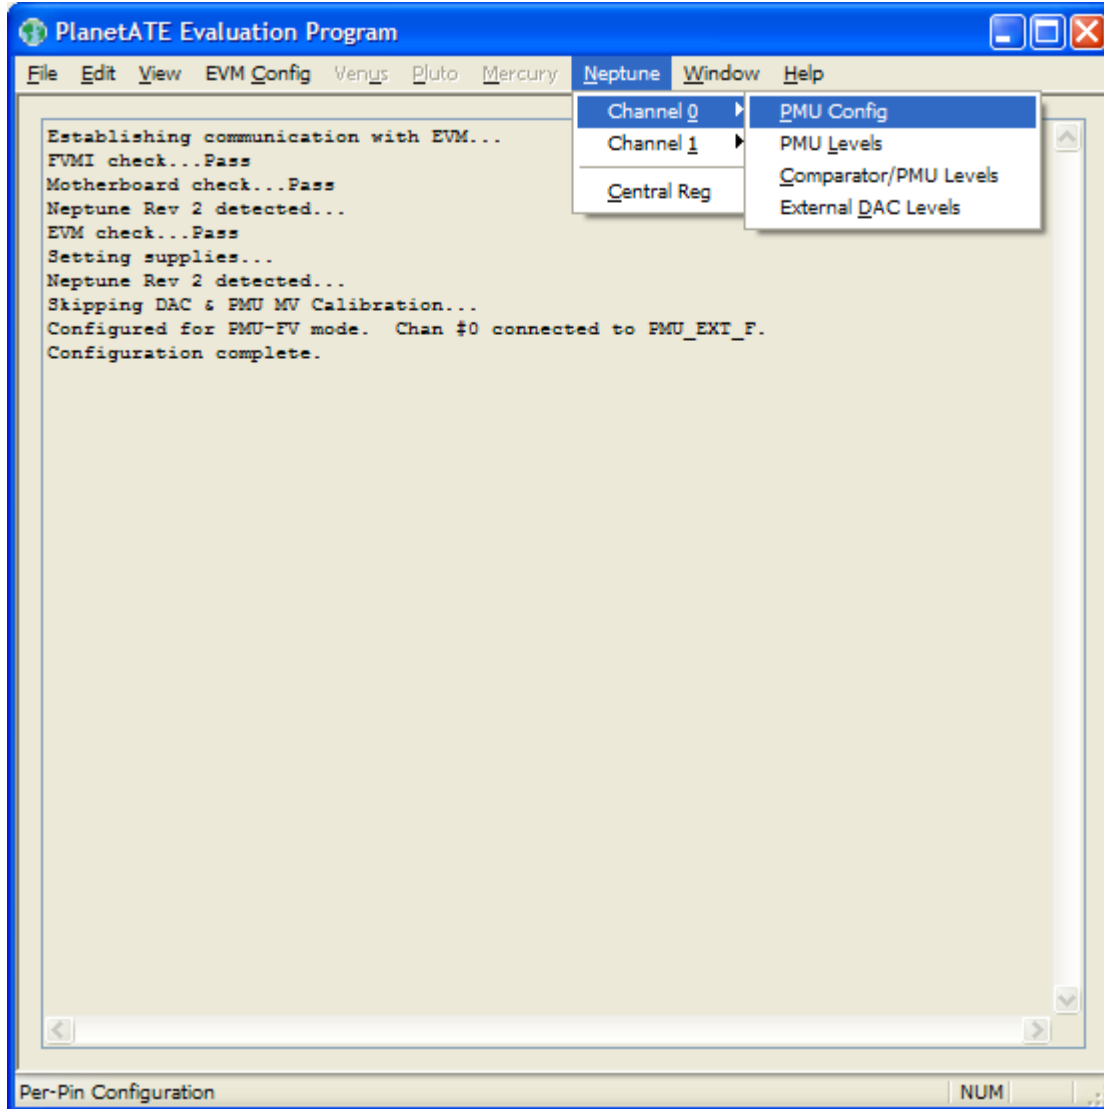 PlanetATE Evaluation Program
File Edit View EVM Config Venus Pluto Mercury Neptune Window Help
Channel 0
Channel 1
Central Reg
PMU Config
PMU Levels
Comparator/PMU Levels
External DAC Levels
Establishing communication with EVM...
FVMI check...Pass
Motherboard check...Pass
Neptune Rev 2 detected...
EVM check...Pass
Setting supplies...
Neptune Rev 2 detected...
Skipping DAC & PMU MV Calibration...
Configured for PMU-FV mode.  Chan #0 connected to PMU_EXT_F.
Configuration complete.
Per-Pin Configuration NUM